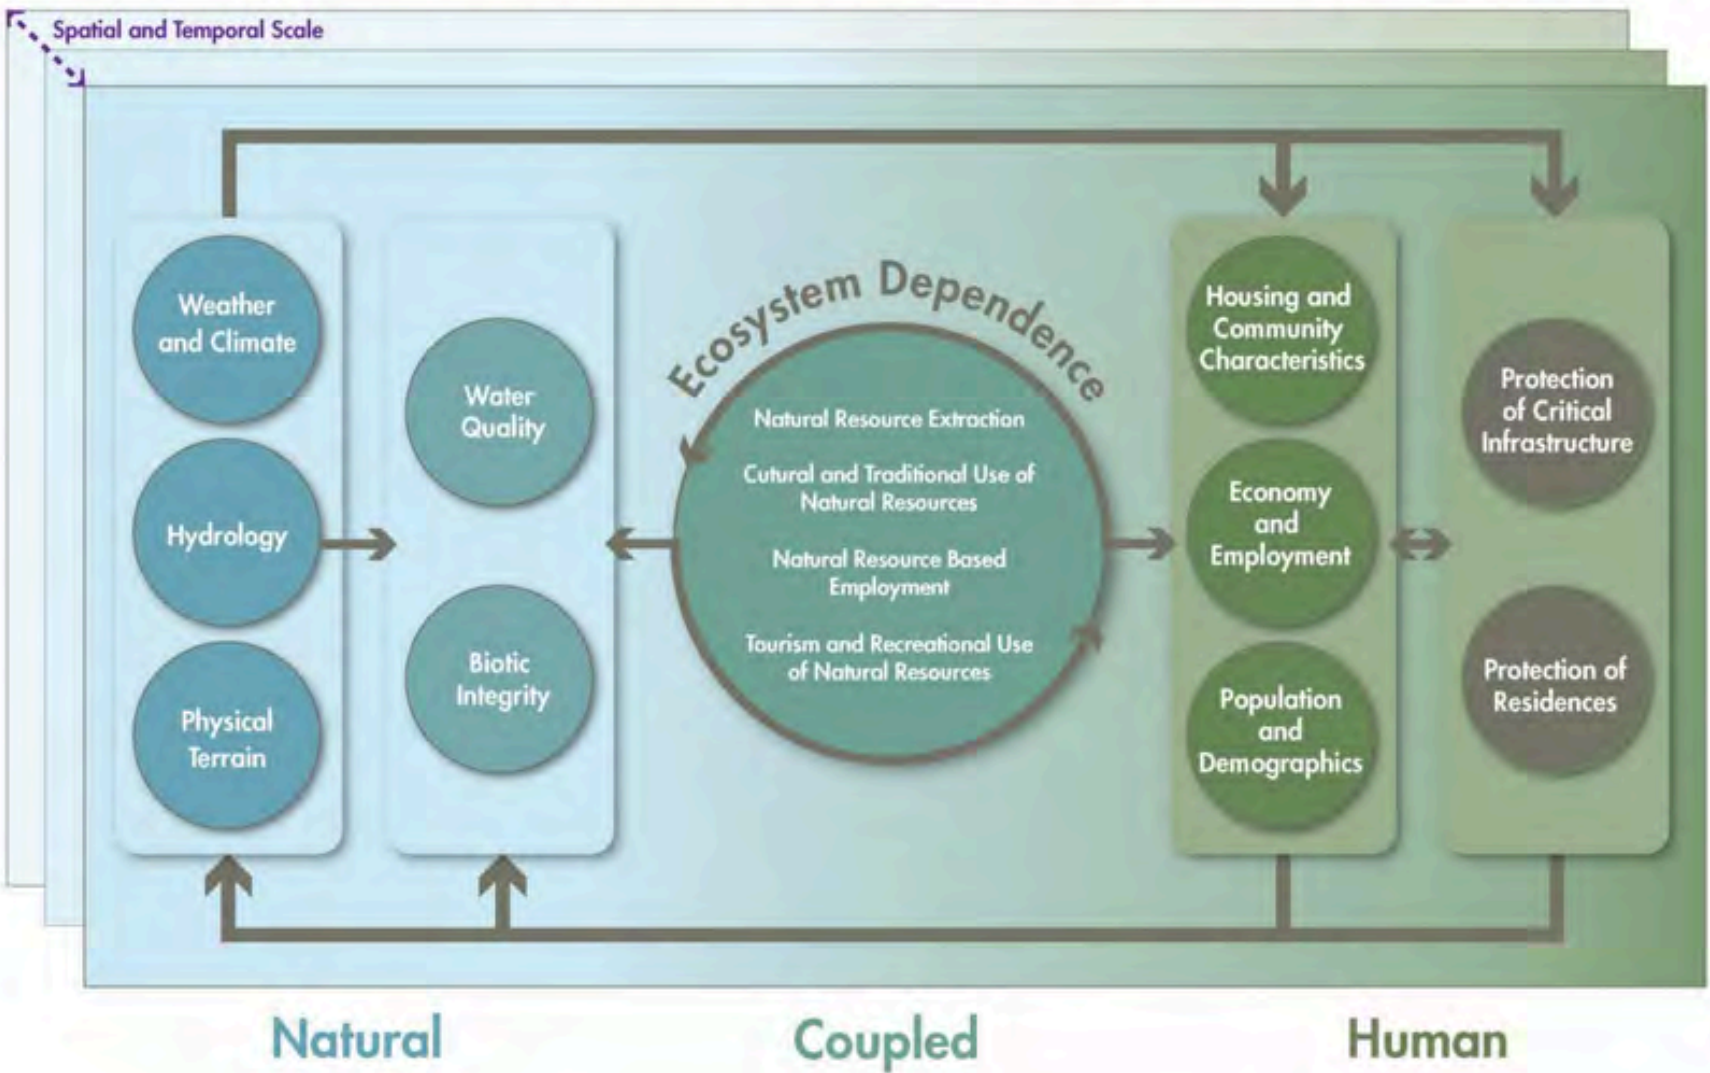 Spatial and Temporal Scale
Weather
and Climate
Hydrology
Physical
Terrain
Water
Quality
Biotic
Integrity
Ecosystem Dependence
Natural Resource Extraction
Cutural and Traditional Use of
Natural Resources
Natural Resource Based
Employment
Tourism and Recreational Use
of Natural Resources
Housing and
Community
Characteristics
Economy
and
Employment
Population
and
Demographics
Protection
of Critical
Infrastructure
Protection of
Residences
Natural
Coupled
Human